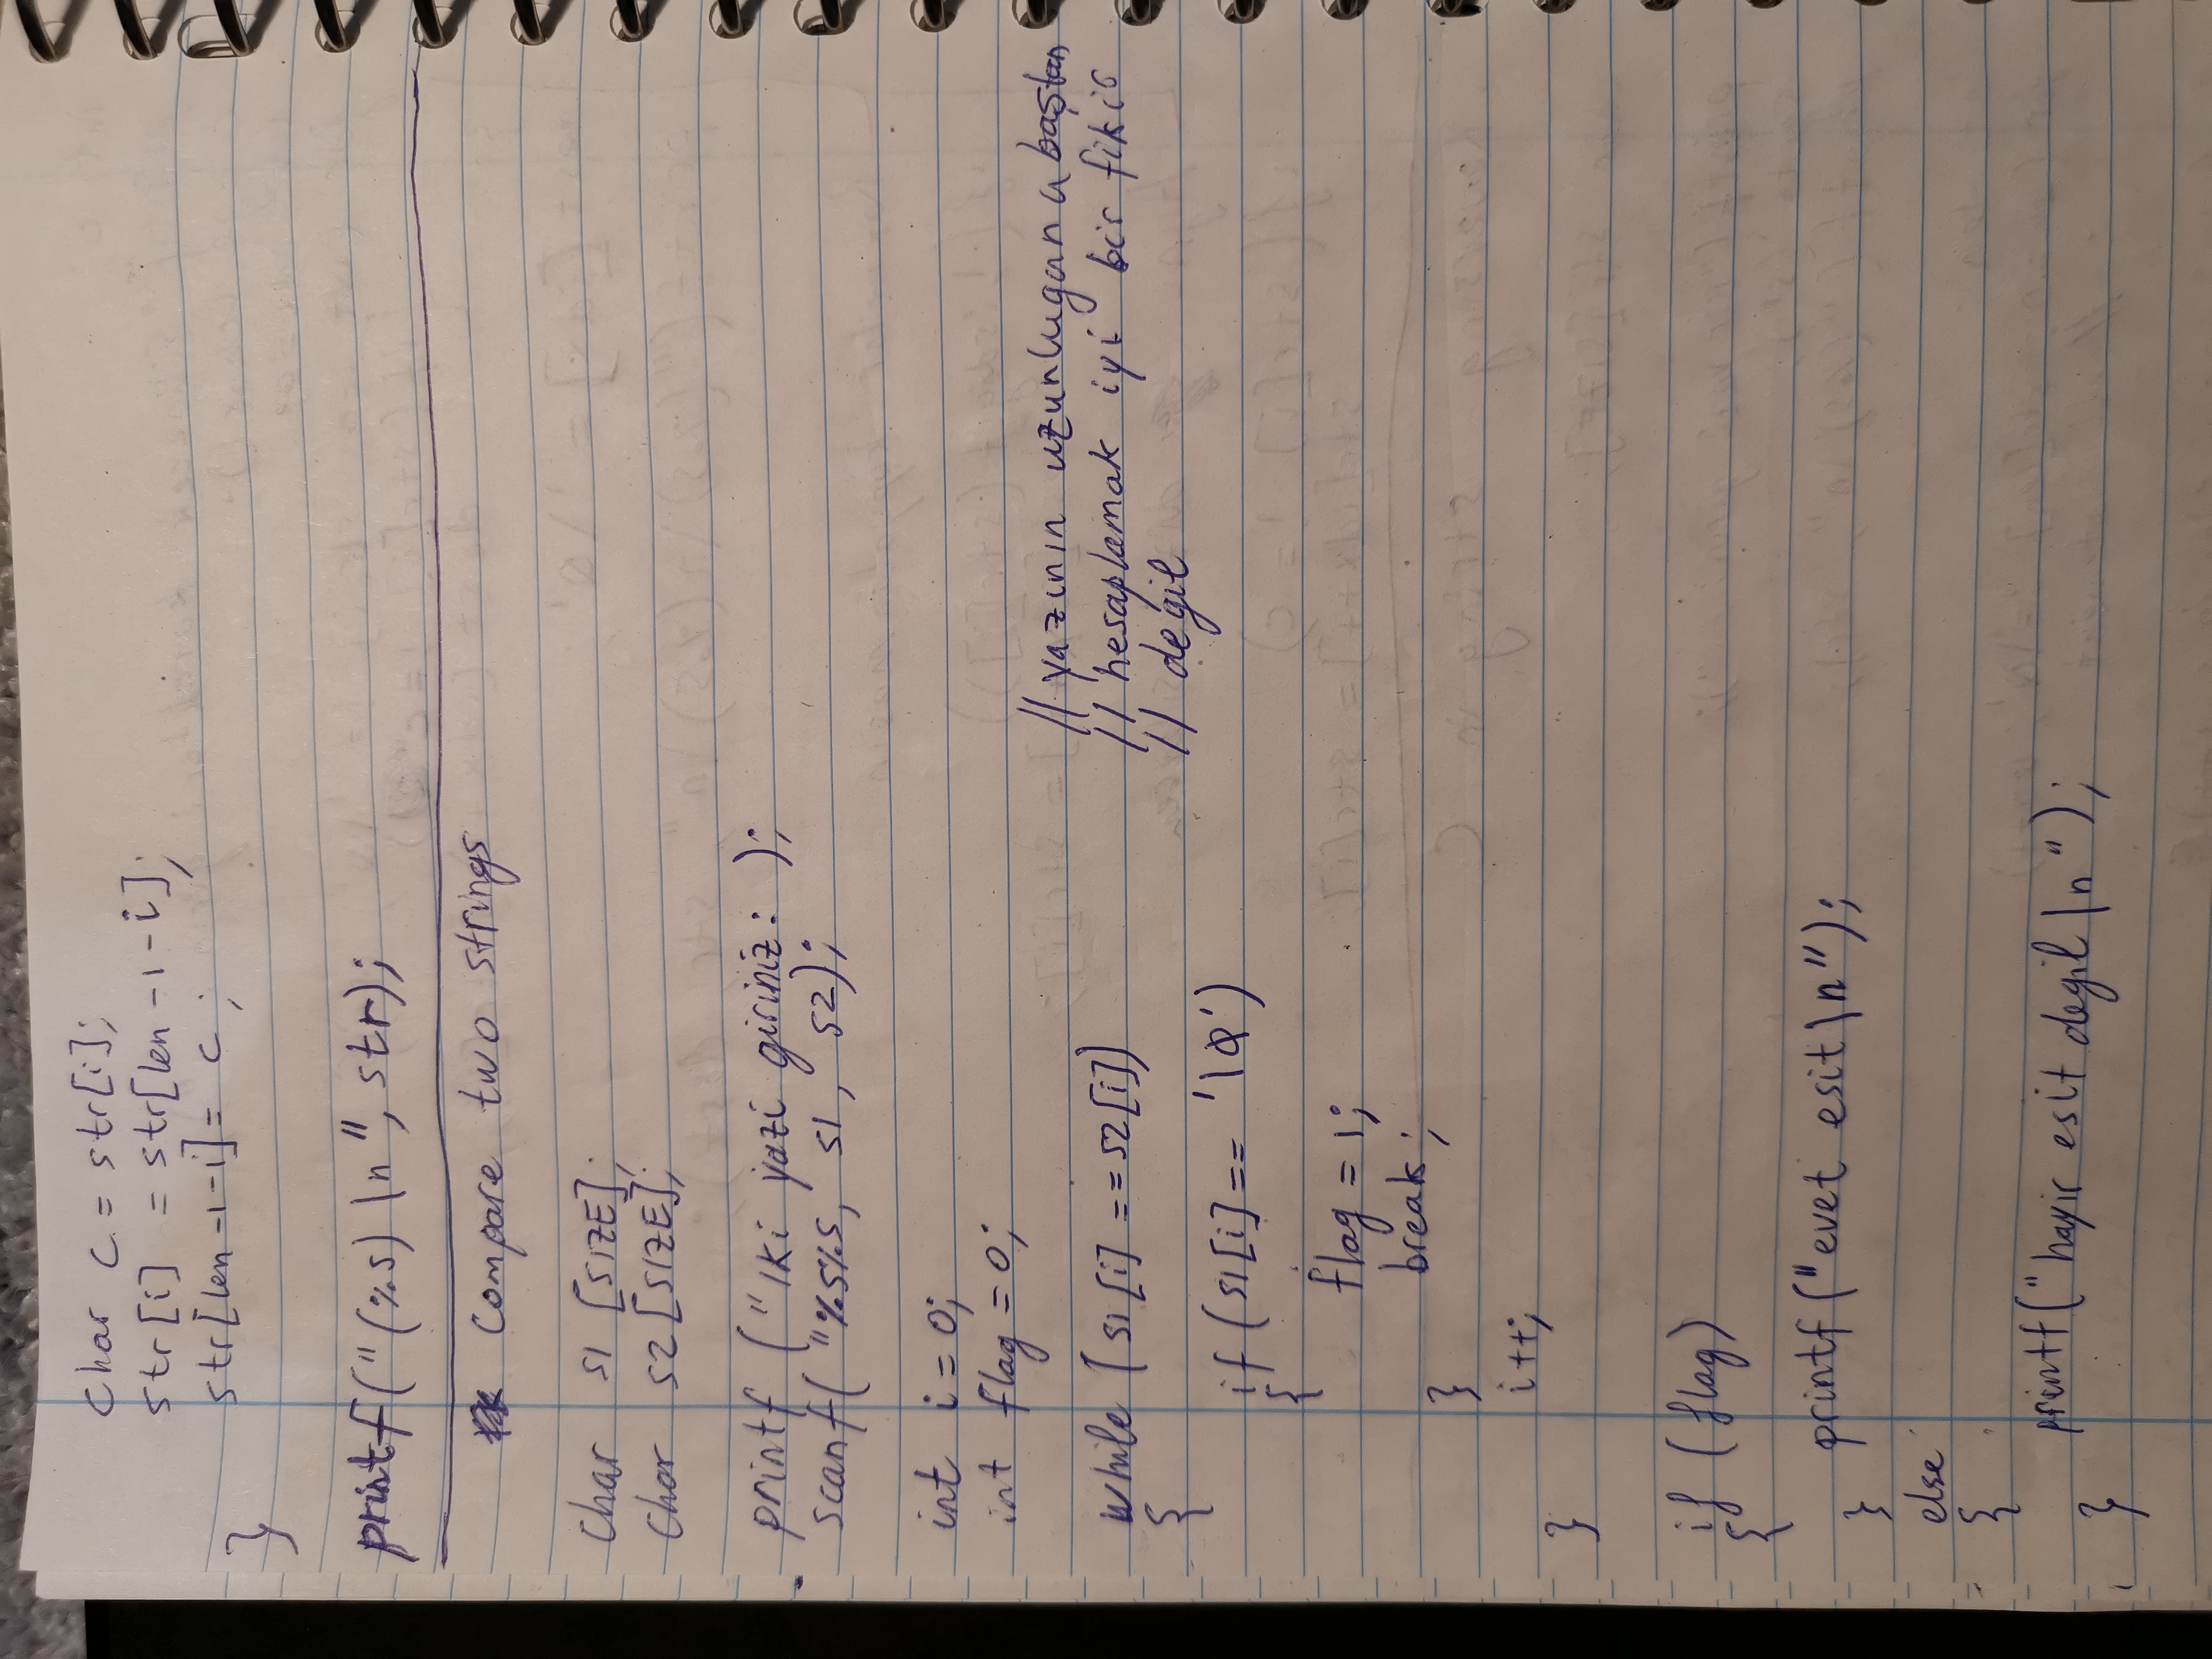 char c = str[i];
str[i] = str[len -1-i];
str[len -1-i] = c;
}
printf("(%s) \n", str);
Compare two strings
char s1 [SIZE];
char s2 [SIZE];
printf ("Iki yazi giriniz: );
scanf( "%s%s, s1, s2);
int i = 0;
int flag = 0;
// yazının uzunlugana baştan
while (s1[i] == s2[i])
// hesaplamak iyi bir fikir
{
// degil
if (s1[i] == '\0')
{
flag = 1;
break;
}
i++;
}
if (flag)
{
printf("evet esit\n");
}
else
{
printf("hayir esit degil \n");
}